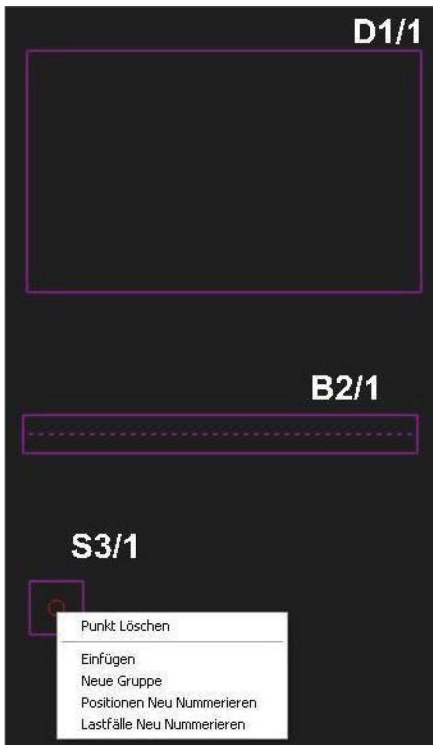 D1/1
B2/1
S3/1
Punkt Löschen
Einfügen
Neue Gruppe
Positionen Neu Nummerieren
Lastfälle Neu Nummerieren